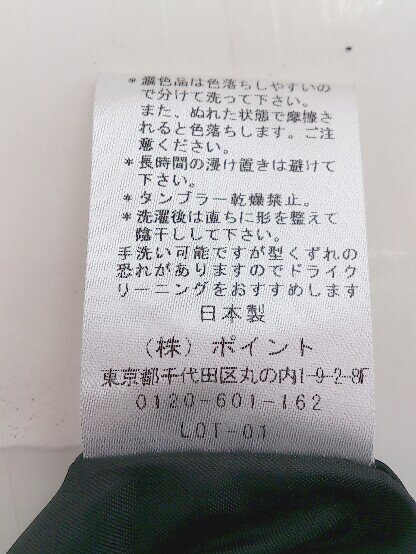 *濃色品は色落ちしやすいの
で分けて洗って下さい。
また、ぬれた状態で摩擦さ
れると色落ちします。ご注
意ください。
*長時間の浸け置きは避けて
下さい。
*タンブラー乾燥禁止。
*洗濯後は直ちに形を整えて
陰干しして下さい。
手洗い可能ですが型くずれの
恐れがありますのでドライク
リーニングをおすすめします
日本製
(株)ポイント
東京都千代田区丸の内1-9-2-8F
0120-601-162
LOT-01